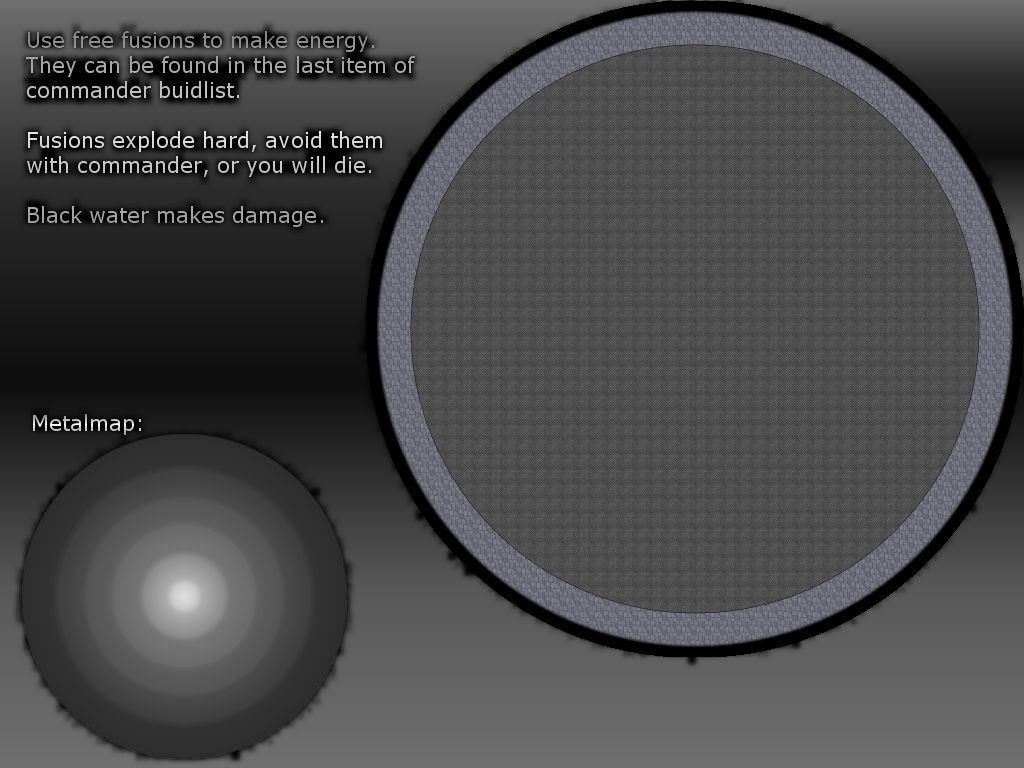 Use free fusions to make energy.
They can be found in the last item of
commander buidlist.
Fusions explode hard, avoid them
with commander, or you will die.
Black water makes damage.
Metalmap: